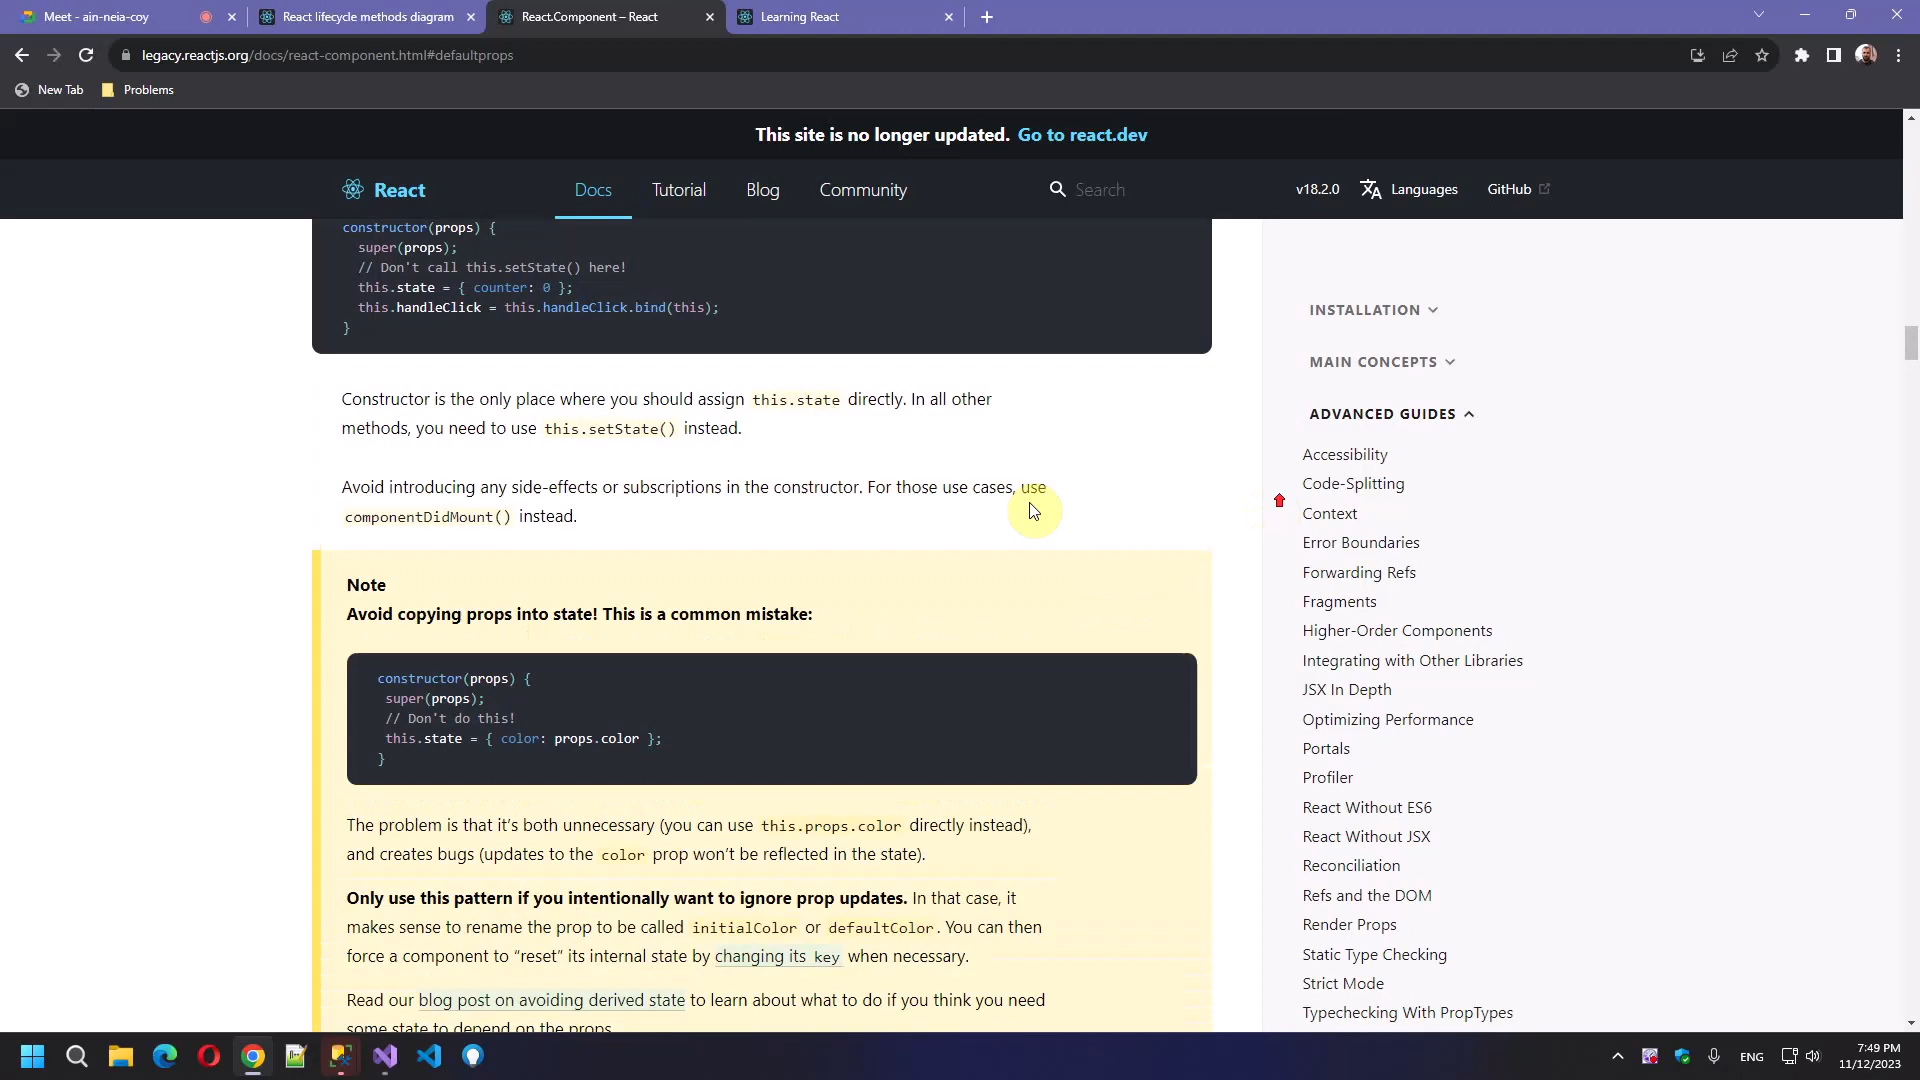 Meet - ain-neia-coy
React lifecycle methods diagram
React.Component – React
Learning React
legacy.reactjs.org/docs/react-component.html#defaultprops
New Tab
Problems
This site is no longer updated. Go to react.dev
React
Docs
Tutorial
Blog
Community
Search
v18.2.0
Languages
GitHub
constructor(props) {
super(props);
// Don't call this.setState() here!
this.state = { counter: 0 };
this.handleClick = this.handleClick.bind(this);
}
Constructor is the only place where you should assign this.state directly. In all other
methods, you need to use this.setState() instead.
Avoid introducing any side-effects or subscriptions in the constructor. For those use cases, use
componentDidMount() instead.
Note
Avoid copying props into state! This is a common mistake:
constructor(props) {
super(props);
// Don't do this!
this.state = { color: props.color };
}
The problem is that it's both unnecessary (you can use this.props.color directly instead),
and creates bugs (updates to the color prop won't be reflected in the state).
Only use this pattern if you intentionally want to ignore prop updates. In that case, it
makes sense to rename the prop to be called initialColor or defaultColor. You can then
force a component to “reset” its internal state by changing its key when necessary.
Read our blog post on avoiding derived state to learn about what to do if you think you need
some state to depend on the props.
INSTALLATION
MAIN CONCEPTS
ADVANCED GUIDES
Accessibility
Code-Splitting
Context
Error Boundaries
Forwarding Refs
Fragments
Higher-Order Components
Integrating with Other Libraries
JSX In Depth
Optimizing Performance
Portals
Profiler
React Without ES6
React Without JSX
Reconciliation
Refs and the DOM
Render Props
Static Type Checking
Strict Mode
Typechecking With PropTypes
ENG
7:49 PM
11/12/2023